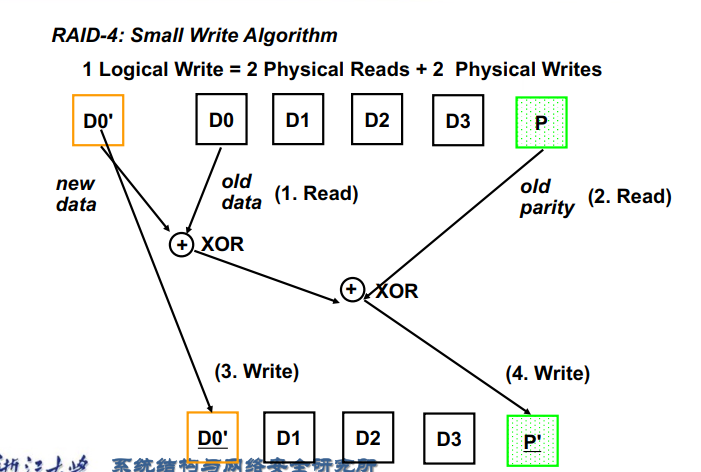 RAID-4: Small Write Algorithm
1 Logical Write = 2 Physical Reads + 2 Physical Writes
D0' D0 D1 D2 D3 P
new data
old data (1. Read)
old parity (2. Read)
+ XOR
+ XOR
(3. Write)
(4. Write)
D0' D1 D2 D3 P'
浙江大学 系统结构与网络安全研究所